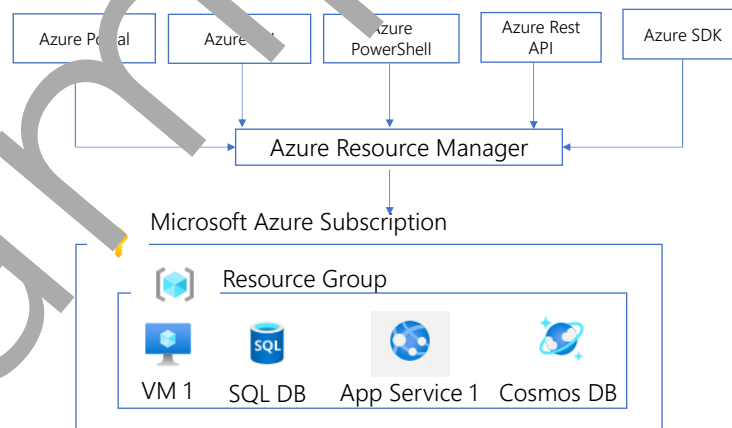 Azure
Azure
Azure
PowerShell
Azure Rest
API
Azure SDK
Azure Resource Manager
Microsoft Azure Subscription
Resource Group
SQL
VM 1
SQL DB
App Service 1
Cosmos DB